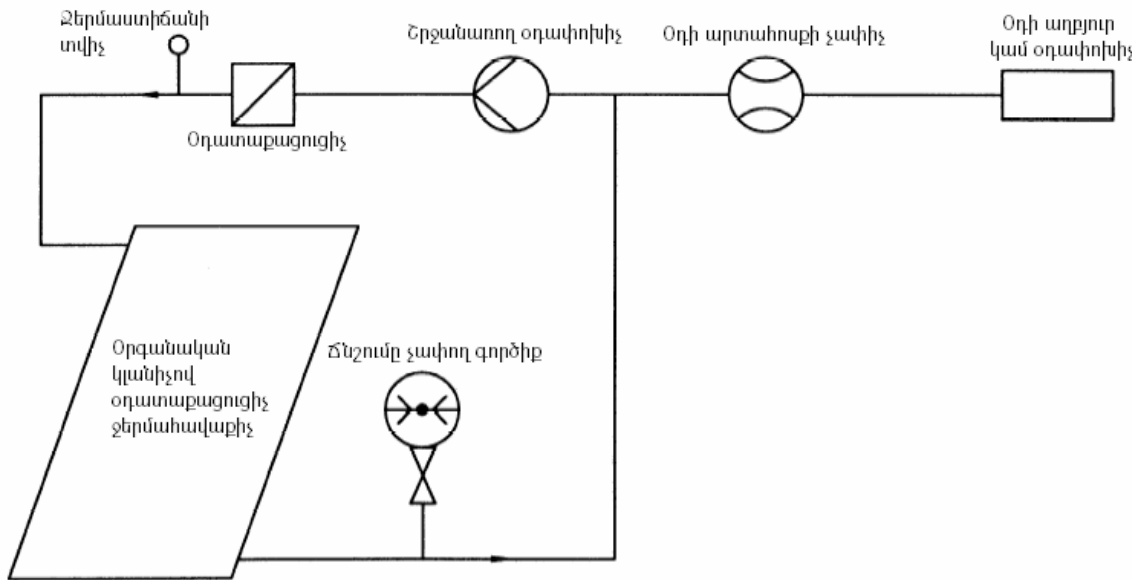 Ջերմաստիճանի
տվիչ
Շրջանառող օդափոխիչ
Օդի արտահոսքի չափիչ
Օդի աղբյուր
կամ օդափոխիչ
Օդատաքացուցիչ
Օրգանական
կլանիչով
օդատաքացուցիչ
ջերմահավաքիչ
Ճնշումը չափող գործիք